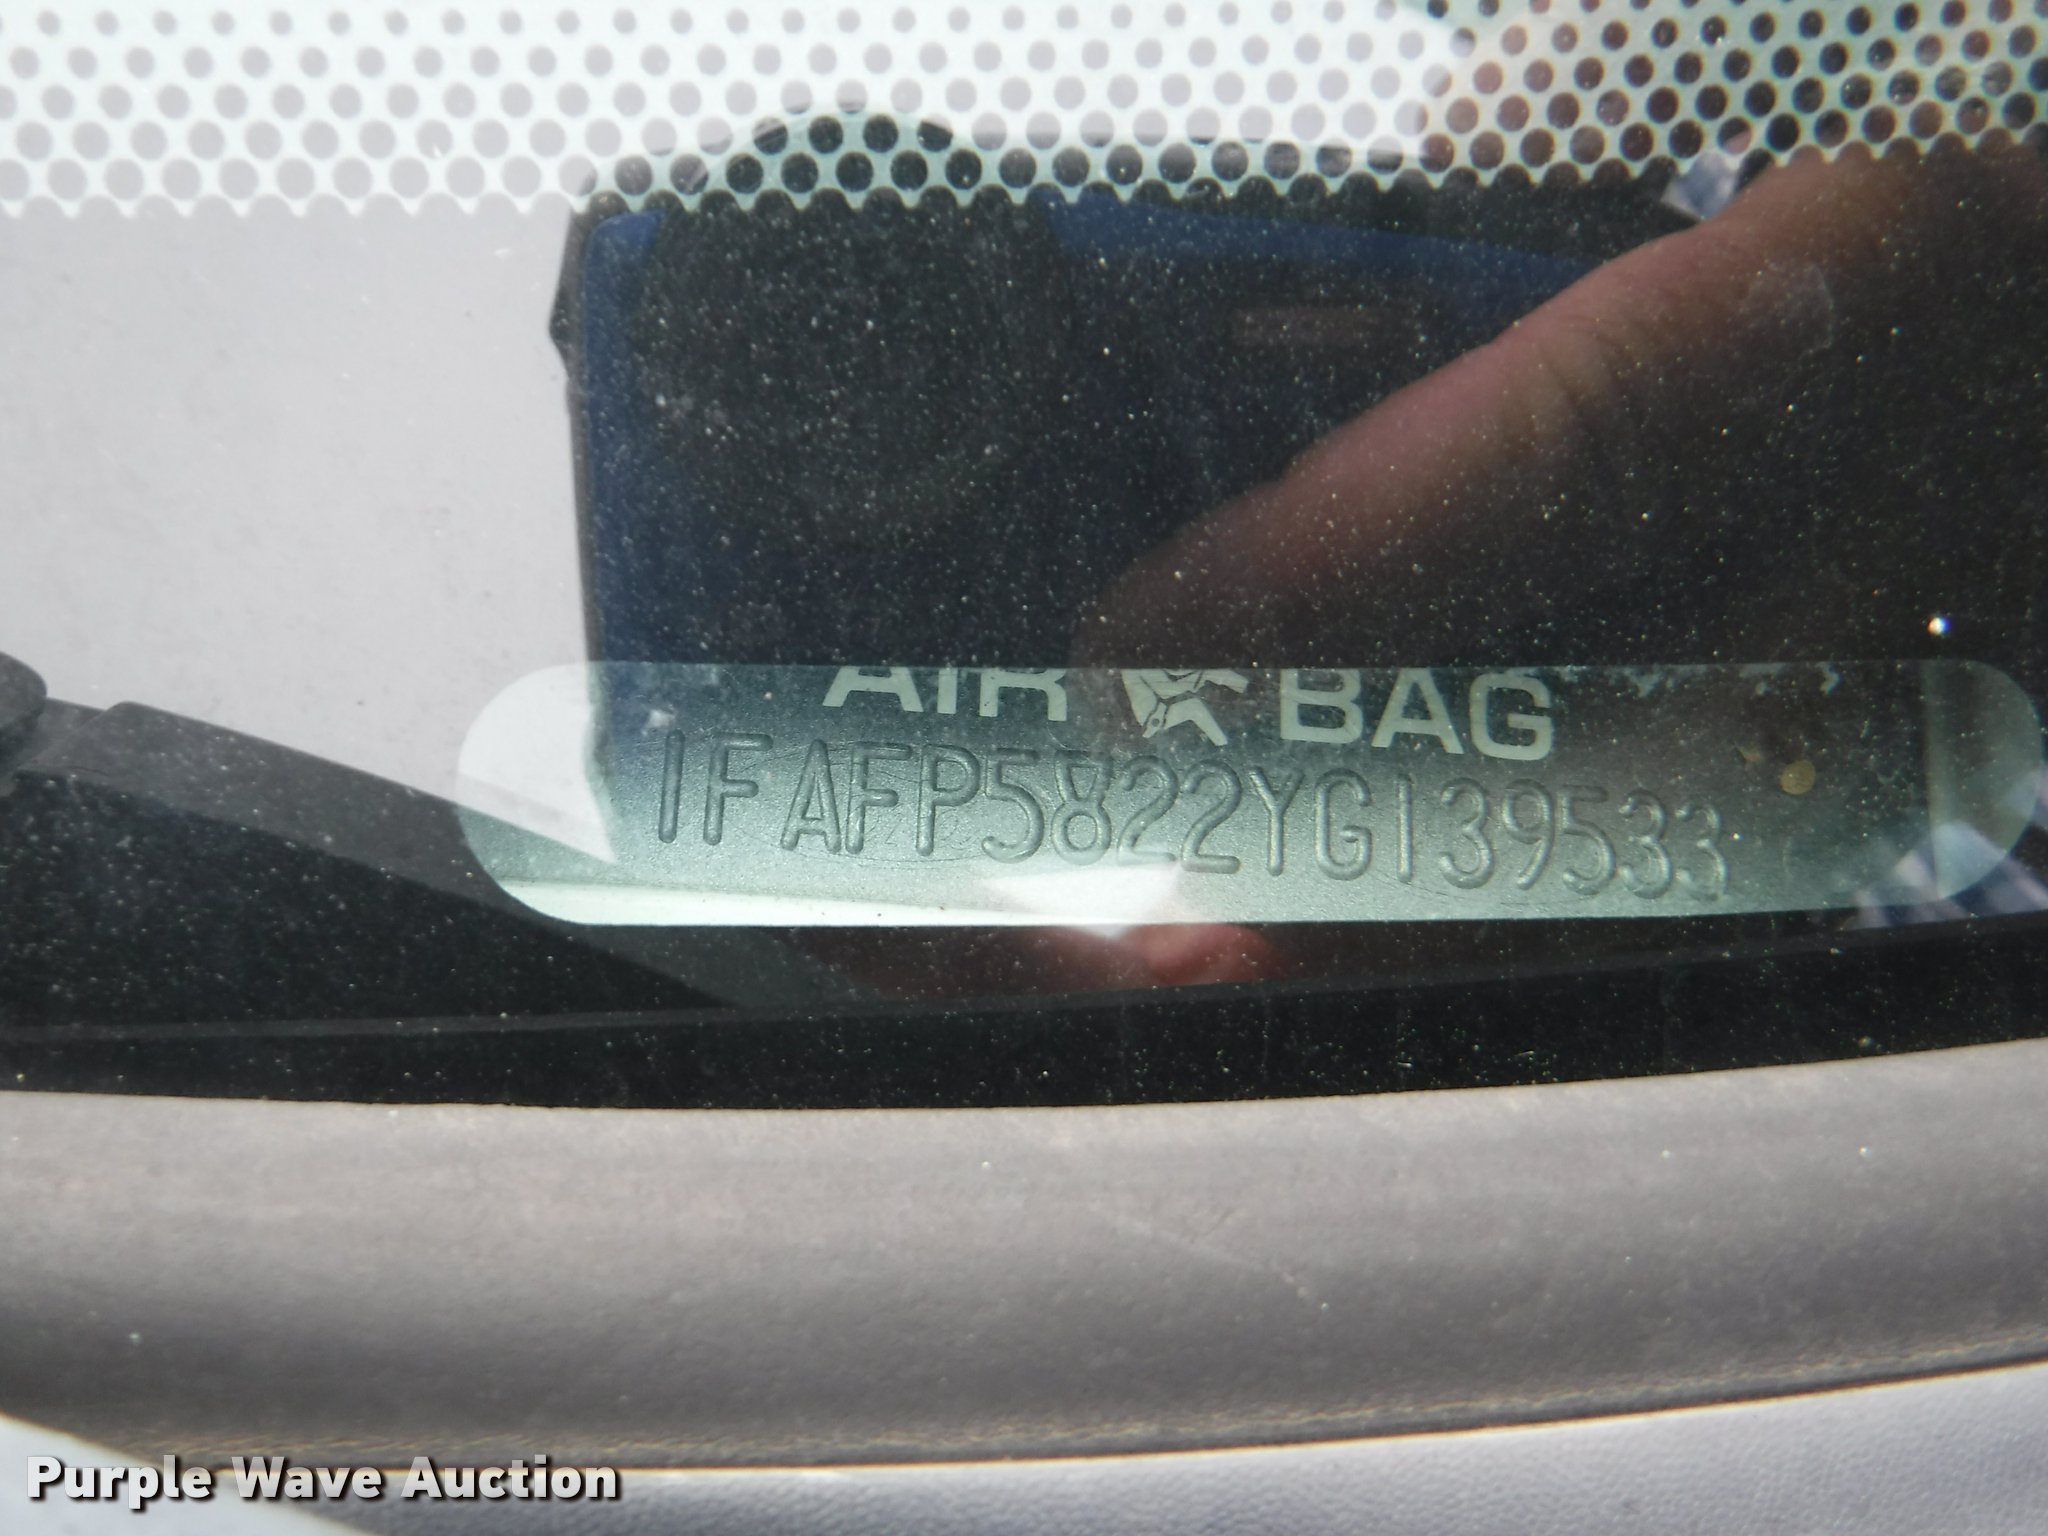 AIR BAG
1FAFP5822YG139533
Purple Wave Auction